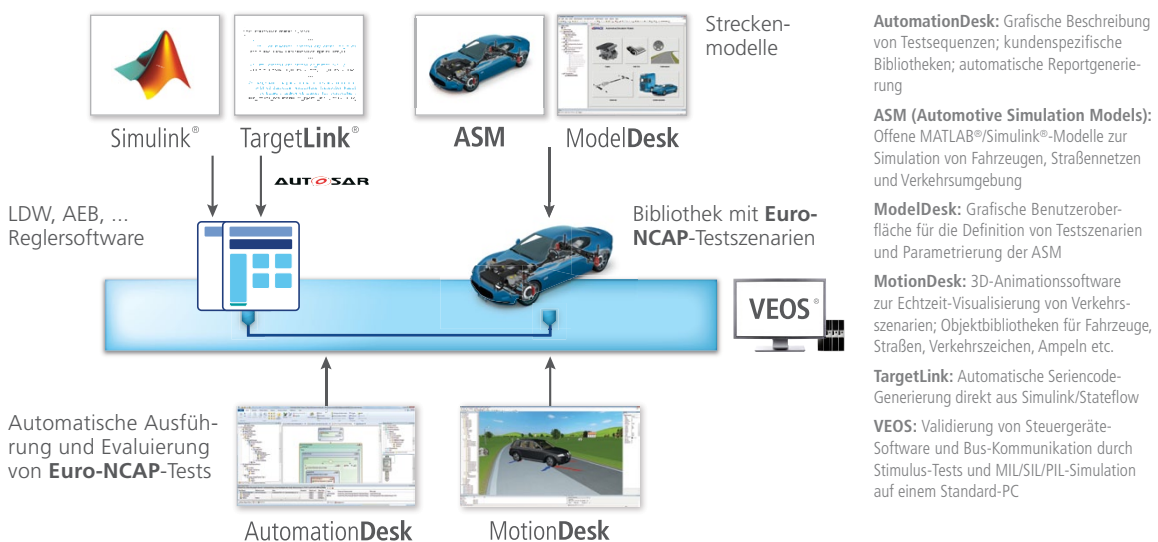 Strecken-
modelle
Simulink®
TargetLink®
ASM
ModelDesk
AUTOSAR
LDW, AEB, ...
Reglersoftware
Bibliothek mit Euro-
NCAP-Testszenarien
VEOS®
Automatische Ausfüh-
rung und Evaluierung
von Euro-NCAP-Tests
AutomationDesk
MotionDesk
AutomationDesk: Grafische Beschreibung
von Testsequenzen; kundenspezifische
Bibliotheken; automatische Reportgenerie-
rung
ASM (Automotive Simulation Models):
Offene MATLAB®/Simulink®-Modelle zur
Simulation von Fahrzeugen, Straßennetzen
und Verkehrsumgebung
ModelDesk: Grafische Benutzerober-
fläche für die Definition von Testszenarien
und Parametrierung der ASM
MotionDesk: 3D-Animationssoftware
zur Echtzeit-Visualisierung von Verkehrs-
szenarien; Objektbibliotheken für Fahrzeuge,
Straßen, Verkehrszeichen, Ampeln etc.
TargetLink: Automatische Seriencode-
Generierung direkt aus Simulink/Stateflow
VEOS: Validierung von Steuergeräte-
Software und Bus-Kommunikation durch
Stimulus-Tests und MIL/SIL/PIL-Simulation
auf einem Standard-PC